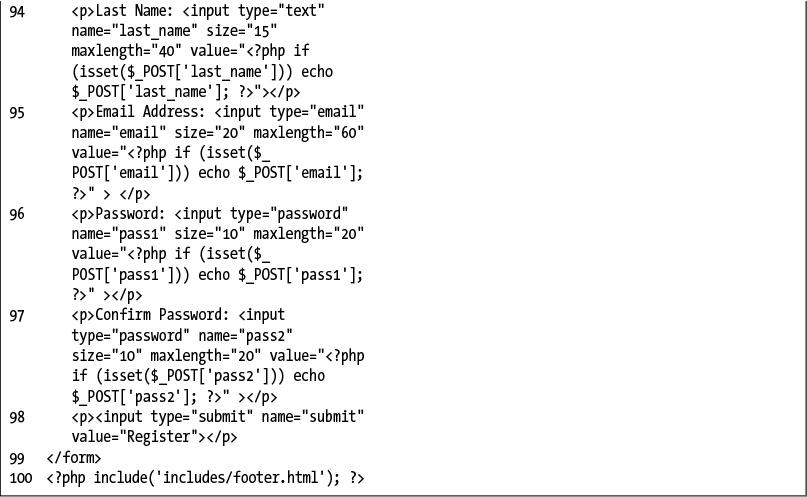 94 <p>Last Name: <input type="text"
name="last_name" size="15"
maxlength="40" value="<?php if
(isset($_POST['last_name'])) echo
$_POST['last_name']; ?>"></p>
95 <p>Email Address: <input type="email"
name="email" size="20" maxlength="60"
value="<?php if (isset($_
POST['email'])) echo $_POST['email'];
?>" > </p>
96 <p>Password: <input type="password"
name="pass1" size="10" maxlength="20"
value="<?php if (isset($_
POST['pass1'])) echo $_POST['pass1'];
?>" ></p>
97 <p>Confirm Password: <input
type="password" name="pass2"
size="10" maxlength="20" value="<?php
if (isset($_POST['pass2'])) echo
$_POST['pass2']; ?>" ></p>
98 <p><input type="submit" name="submit"
value="Register"></p>
99 </form>
100 <?php include('includes/footer.html'); ?>